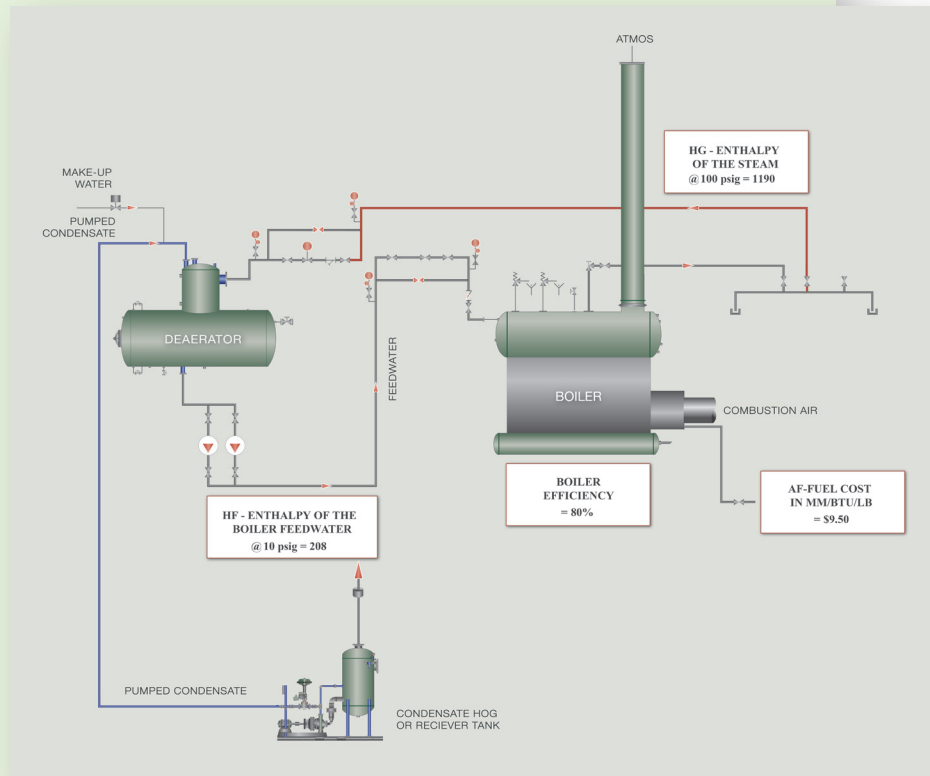 ATMOS
HG - ENTHALPY
OF THE STEAM
@ 100 psig = 1190
MAKE-UP
WATER
PUMPED
CONDENSATE
DEAERATOR
FEEDWATER
BOILER
COMBUSTION AIR
HF - ENTHALPY OF THE
BOILER FEEDWATER
@ 10 psig = 208
BOILER
EFFICIENCY
= 80%
AF-FUEL COST
IN MM/BTU/LB
= $9.50
PUMPED CONDENSATE
CONDENSATE HOG
OR RECIEVER TANK